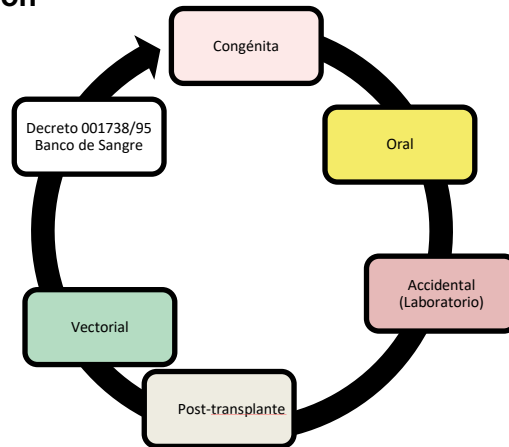 Congénita
Oral
Accidental
(Laboratorio)
Post-transplante
Vectorial
Decreto 001738/95
Banco de Sangre